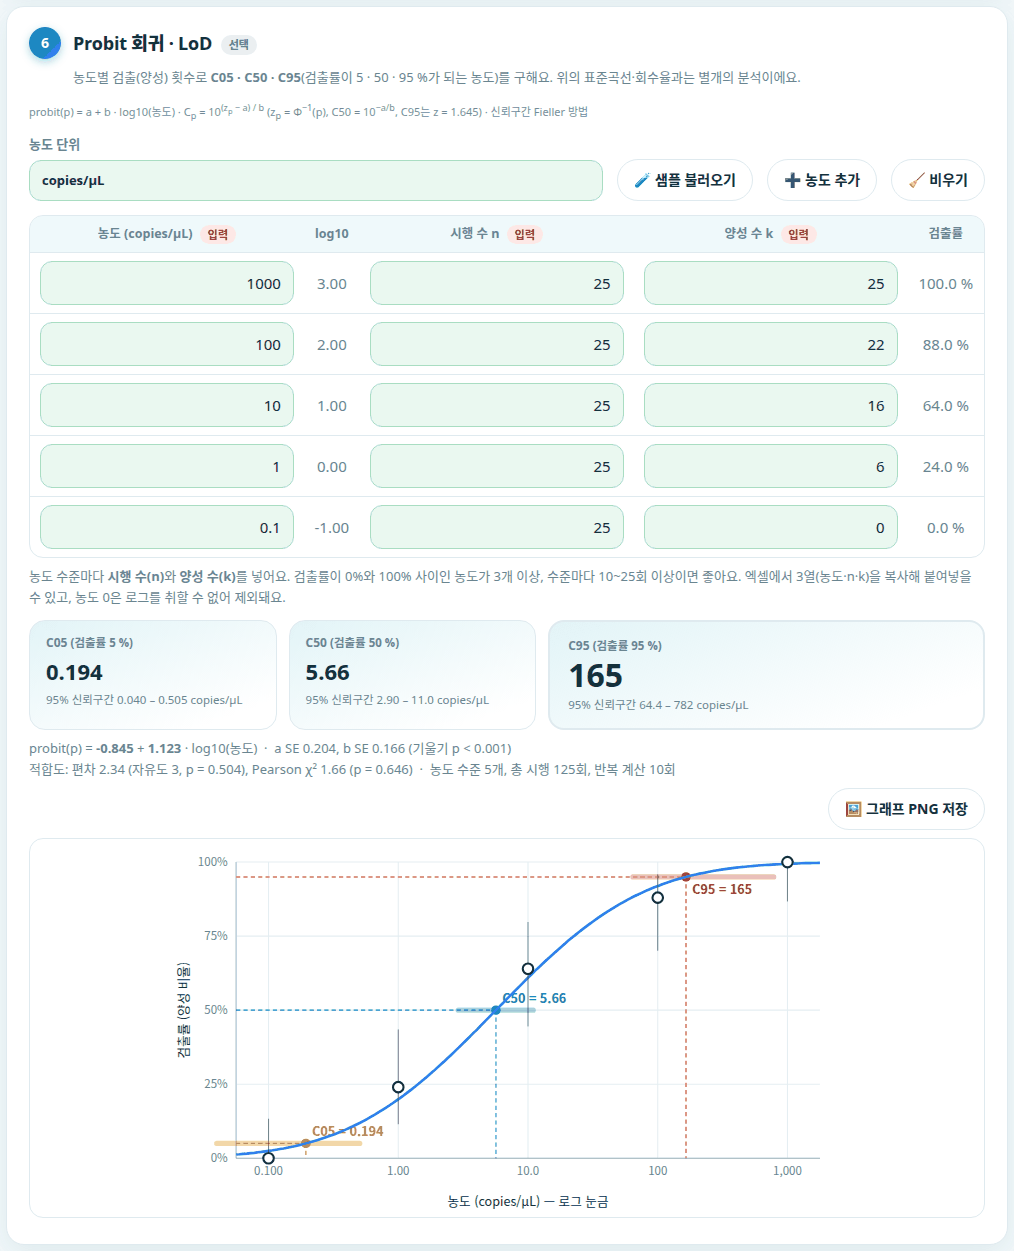 6 Probit 회귀 · LoD 선택
농도별 검출(양성) 횟수로 C05 · C50 · C95(검출률이 5 · 50 · 95 %가 되는 농도)를 구해요. 위의 표준곡선·회수율과는 별개의 분석이에요.
probit(p) = a + b · log10(농도) · Cp = 10^(zp − a) / b (zp = Φ−1(p), C50 = 10−a/b, C95는 z = 1.645) · 신뢰구간 Fieller 방법
농도 단위
copies/µL 🧪 샘플 불러오기 ➕ 농도 추가 🧹 비우기
농도 (copies/µL) 입력 log10 시행 수 n 입력 양성 수 k 입력 검출률
1000 3.00 25 25 100.0 %
100 2.00 25 22 88.0 %
10 1.00 25 16 64.0 %
1 0.00 25 6 24.0 %
0.1 -1.00 25 0 0.0 %
농도 수준마다 시행 수(n)와 양성 수(k)를 넣어요. 검출률이 0%와 100% 사이인 농도가 3개 이상, 수준마다 10~25회 이상이면 좋아요. 엑셀에서 3열(농도·n·k)을 복사해 붙여넣을
수 있고, 농도 0은 로그를 취할 수 없어 제외돼요.
C05 (검출률 5 %)
0.194
95% 신뢰구간 0.040 – 0.505 copies/µL
C50 (검출률 50 %)
5.66
95% 신뢰구간 2.90 – 11.0 copies/µL
C95 (검출률 95 %)
165
95% 신뢰구간 64.4 – 782 copies/µL
probit(p) = -0.845 + 1.123 · log10(농도) · a SE 0.204, b SE 0.166 (기울기 p < 0.001)
적합도: 편차 2.34 (자유도 3, p = 0.504), Pearson χ² 1.66 (p = 0.646) · 농도 수준 5개, 총 시행 125회, 반복 계산 10회
🖼️ 그래프 PNG 저장
검출률 (양성 비율)
100%
75%
50%
25%
0%
C95 = 165
C50 = 5.66
C05 = 0.194
0.100 1.00 10.0 100 1,000
농도 (copies/µL) — 로그 눈금